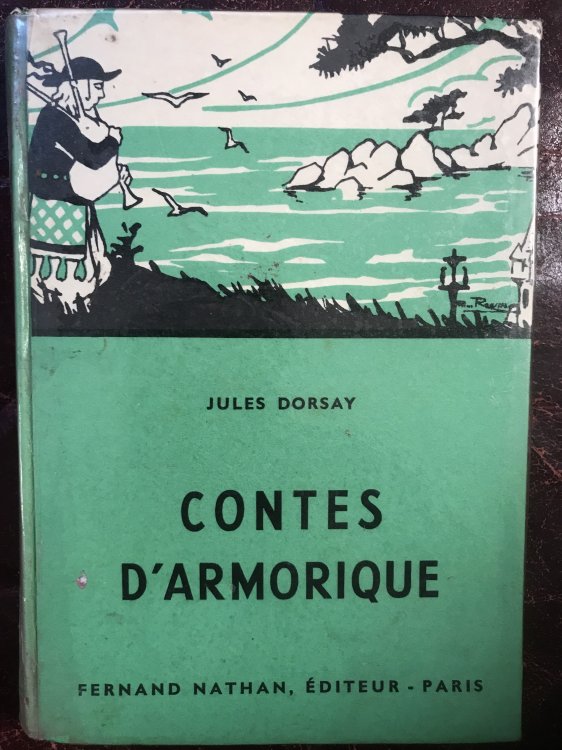 JULES DORSAY
CONTES
D'ARMORIQUE
FERNAND NATHAN, ÉDITEUR - PARIS